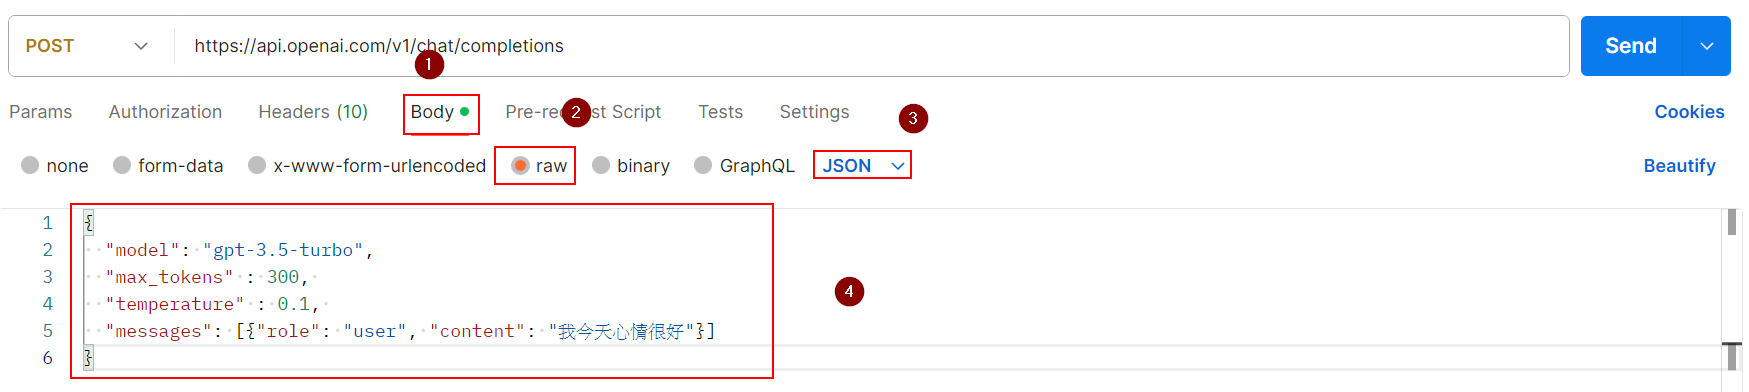 POST https://api.openai.com/v1/chat/completions Send
1
Params Authorization Headers (10) Body Pre-request Script Tests Settings Cookies
2
3
none form-data x-www-form-urlencoded raw binary GraphQL JSON Beautify
1 {
2 "model": "gpt-3.5-turbo",
3 "max_tokens" : 300,
4 "temperature" : 0.1,
5 "messages": [{"role": "user", "content": "我今天心情很好"}]
6 }
4